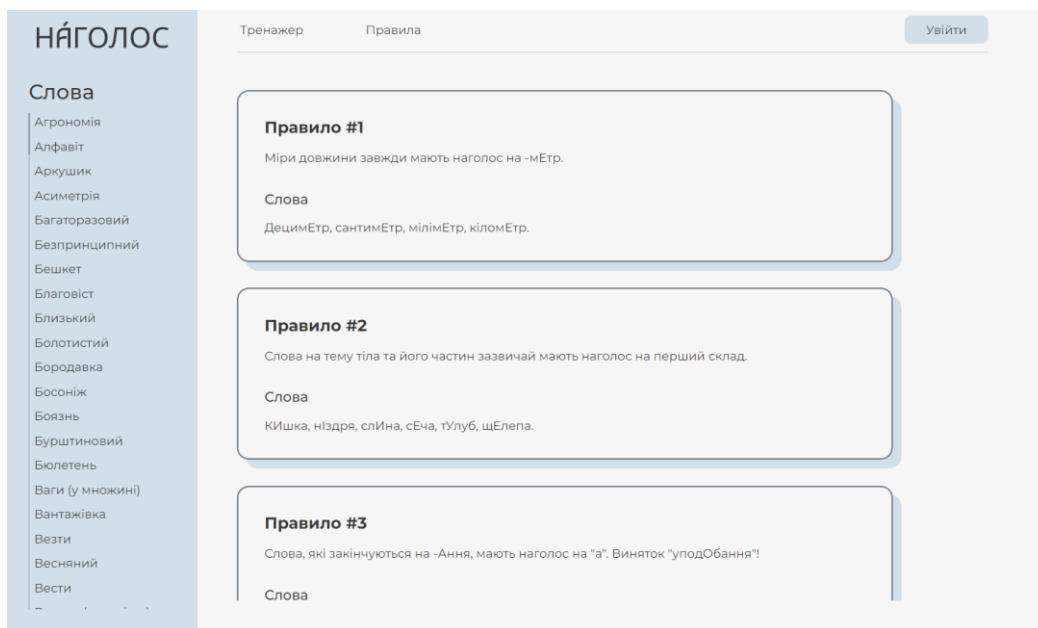 НА́ГОЛОС
Тренажер
Правила
Увійти
Слова
Агрономія
Алфавіт
Аркушик
Асиметрія
Багаторазовий
Безпринципний
Бешкет
Благовіст
Близький
Болотистий
Бородавка
Босоніж
Боязнь
Бурштиновий
Бюлетень
Ваги (у множині)
Вантажівка
Везти
Весняний
Вести
Правило #1
Міри довжини завжди мають наголос на -мЕтр.
Слова
ДецимЕтр, сантимЕтр, мілімЕтр, кіломЕтр.
Правило #2
Слова на тему тіла та його частин зазвичай мають наголос на перший склад.
Слова
КИшка, нІздря, слИна, сЕча, тУлуб, щЕлепа.
Правило #3
Слова, які закінчуються на -Ання, мають наголос на "а". Виняток "уподОбання"!
Слова